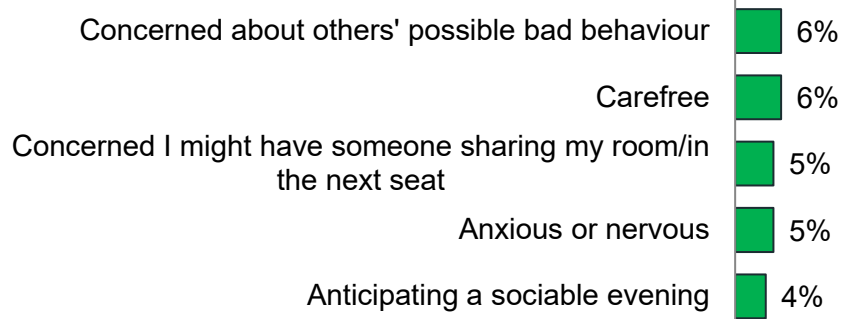 Concerned about others' possible bad behaviour 6%
Carefree 6%
Concerned I might have someone sharing my room/in
the next seat 5%
Anxious or nervous 5%
Anticipating a sociable evening 4%